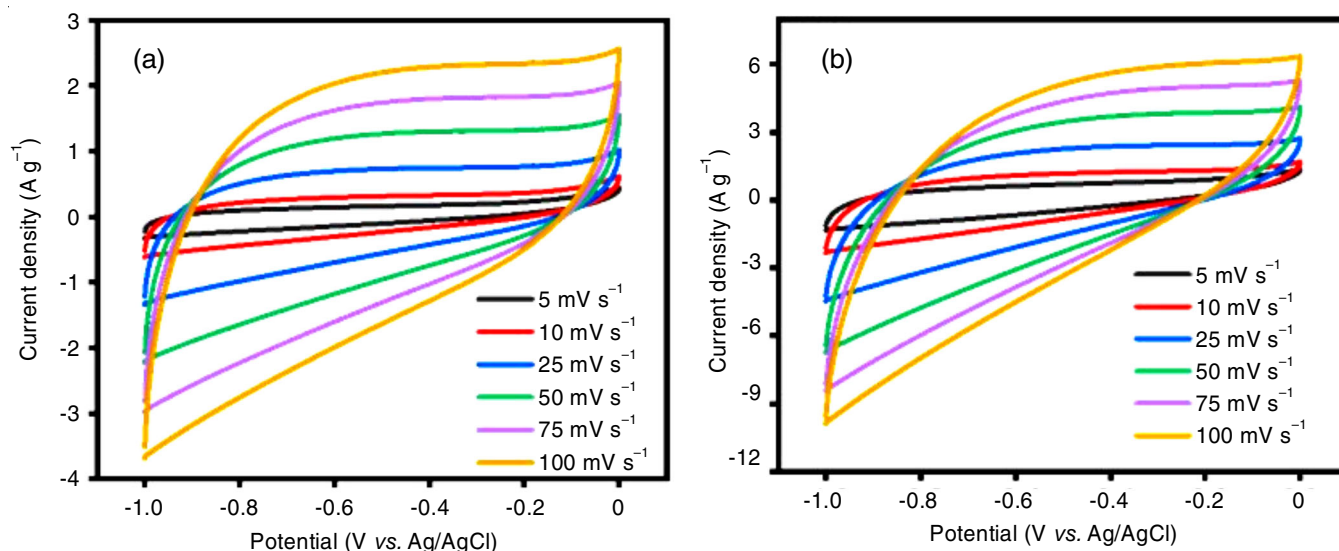 (a)
Current density (A g⁻¹)
3
2
1
0
-1
-2
-3
-4
-1.0 -0.8 -0.6 -0.4 -0.2 0
Potential (V vs. Ag/AgCl)
5 mV s⁻¹
10 mV s⁻¹
25 mV s⁻¹
50 mV s⁻¹
75 mV s⁻¹
100 mV s⁻¹
(b)
Current density (A g⁻¹)
6
3
0
-3
-6
-9
-12
-1.0 -0.8 -0.6 -0.4 -0.2 0
Potential (V vs. Ag/AgCl)
5 mV s⁻¹
10 mV s⁻¹
25 mV s⁻¹
50 mV s⁻¹
75 mV s⁻¹
100 mV s⁻¹